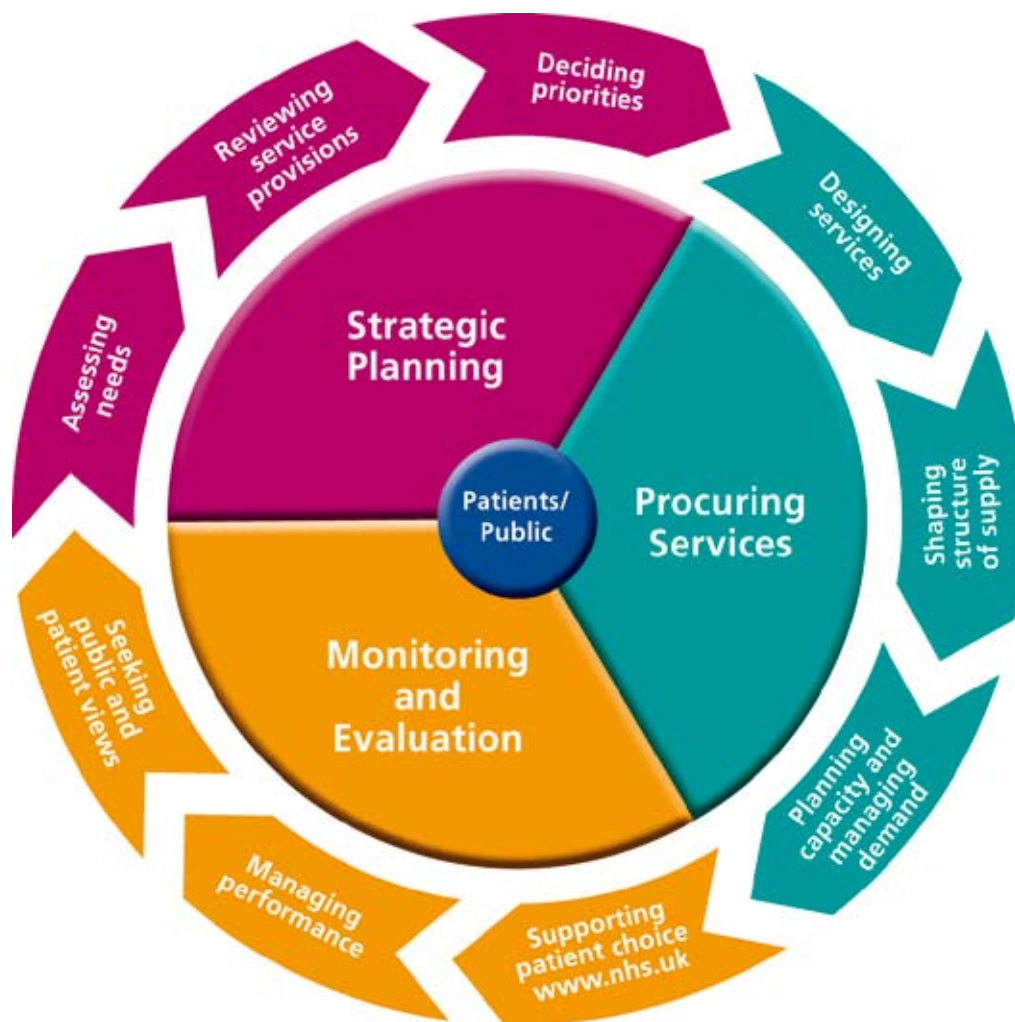 Deciding
priorities
Designing
services
Shaping
structure
of supply
Planning
capacity and
managing
demand
Supporting
patient choice
www.nhs.uk
Managing
performance
Seeking
public and
patient views
Assessing
needs
Reviewing
service
provisions
Strategic
Planning
Procuring
Services
Monitoring
and
Evaluation
Patients/
Public